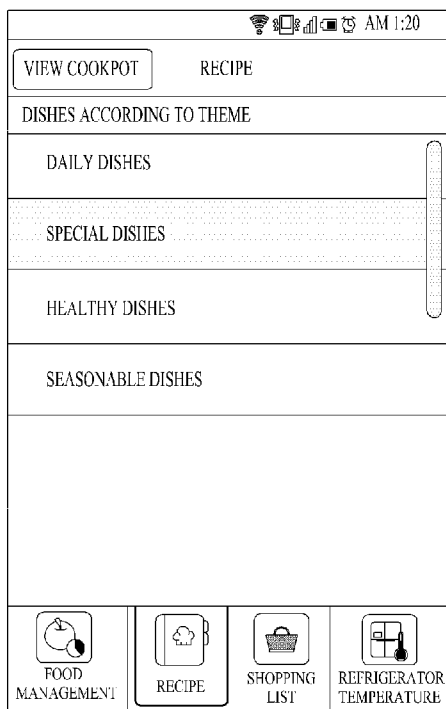 AM 1:20
VIEW COOKPOT
RECIPE
DISHES ACCORDING TO THEME
DAILY DISHES
SPECIAL DISHES
HEALTHY DISHES
SEASONABLE DISHES
FOOD
MANAGEMENT
RECIPE
SHOPPING
LIST
REFRIGERATOR
TEMPERATURE